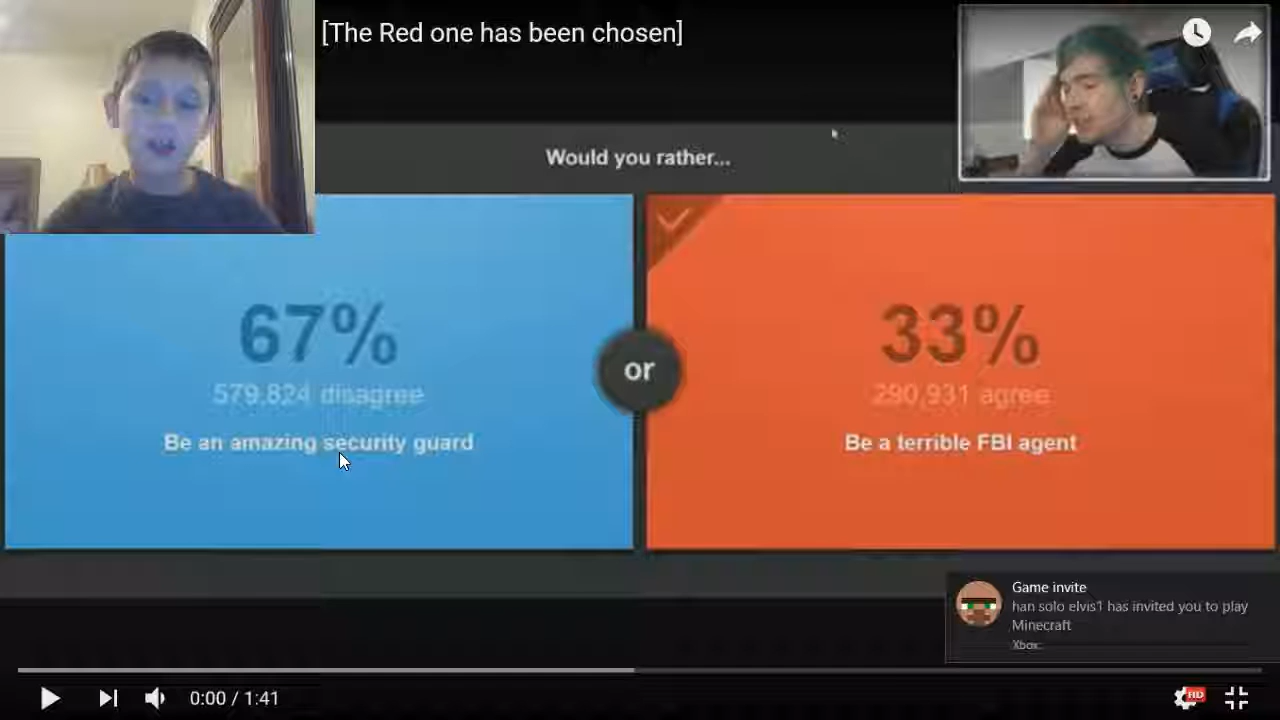 [The Red one has been chosen]
Would you rather...
67%
579,824 disagree
Be an amazing security guard
or
33%
290,931 agree
Be a terrible FBI agent
Game invite
han solo elvis1 has invited you to play
Minecraft
Xbox
0:00 / 1:41
HD